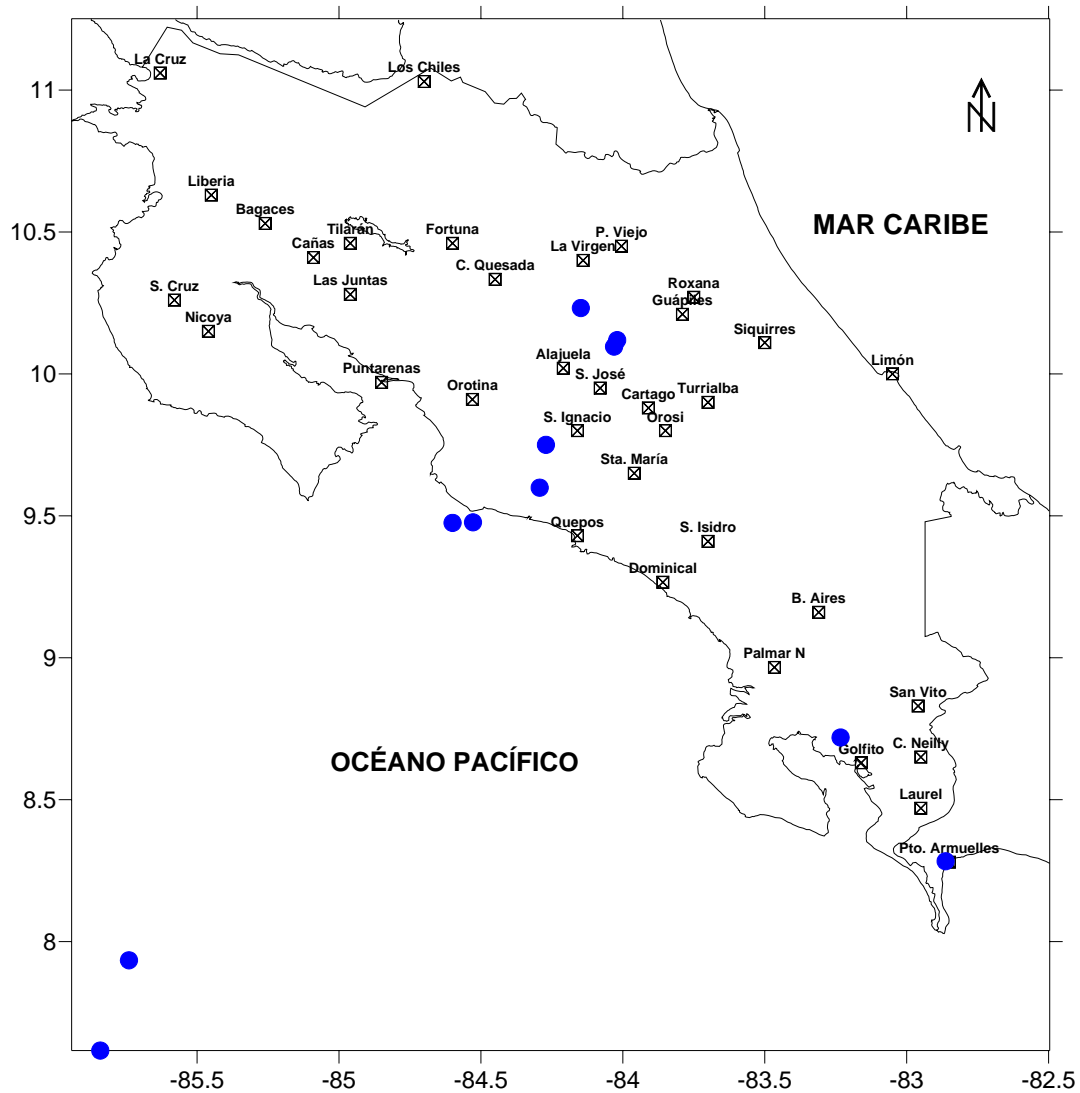 La Cruz
Los Chiles
11
N
Liberia
Bagaces
10.5
Tilarán
Fortuna
P. Viejo
MAR CARIBE
Cañas
La Virgen
C. Quesada
Las Juntas
S. Cruz
Roxana
Guápiles
Nicoya
Siquirres
Alajuela
Limón
10
Puntarenas
S. José
Orotina
Cartago
Turrialba
S. Ignacio
Orosi
Sta. María
9.5
Quepos
S. Isidro
Dominical
B. Aires
9
Palmar N
San Vito
OCÉANO PACÍFICO
Golfito
C. Neilly
8.5
Laurel
Pto. Armuelles
8
-85.5
-85
-84.5
-84
-83.5
-83
-82.5